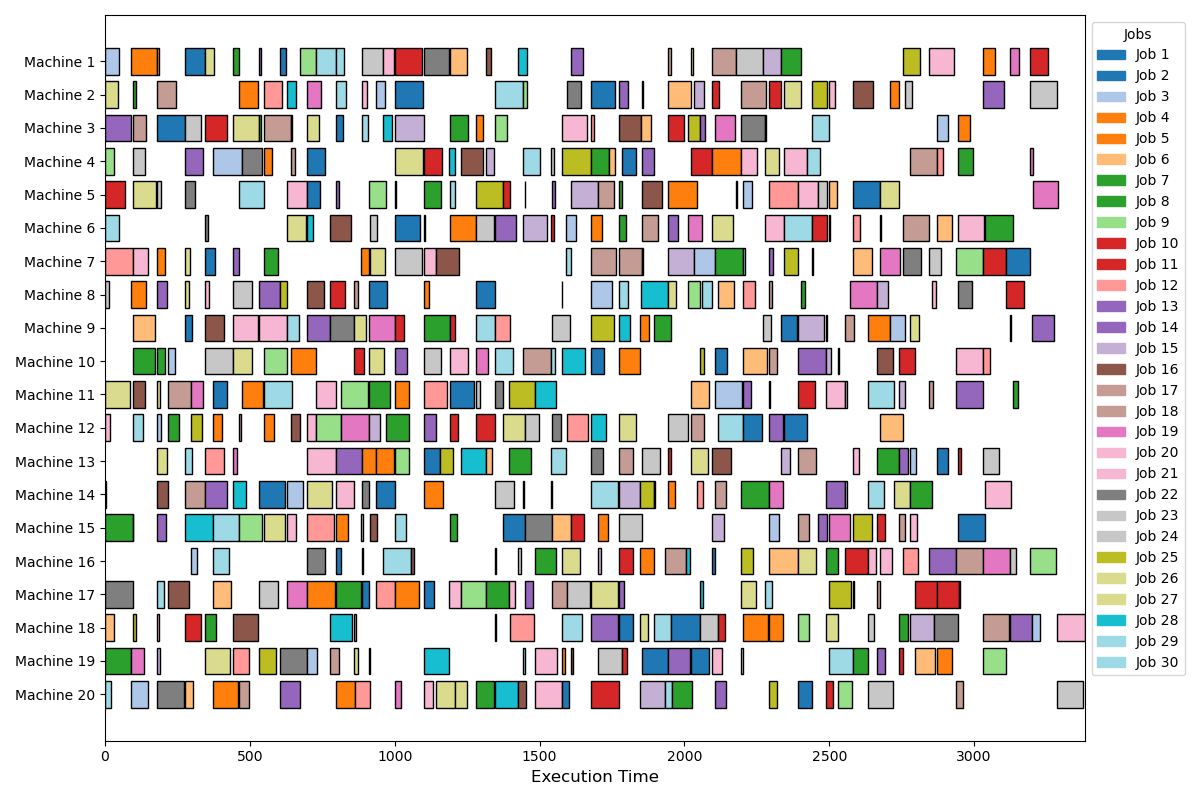 Machine 1
Machine 2
Machine 3
Machine 4
Machine 5
Machine 6
Machine 7
Machine 8
Machine 9
Machine 10
Machine 11
Machine 12
Machine 13
Machine 14
Machine 15
Machine 16
Machine 17
Machine 18
Machine 19
Machine 20
0 500 1000 1500 2000 2500 3000
Execution Time
Jobs
Job 1
Job 2
Job 3
Job 4
Job 5
Job 6
Job 7
Job 8
Job 9
Job 10
Job 11
Job 12
Job 13
Job 14
Job 15
Job 16
Job 17
Job 18
Job 19
Job 20
Job 21
Job 22
Job 23
Job 24
Job 25
Job 26
Job 27
Job 28
Job 29
Job 30